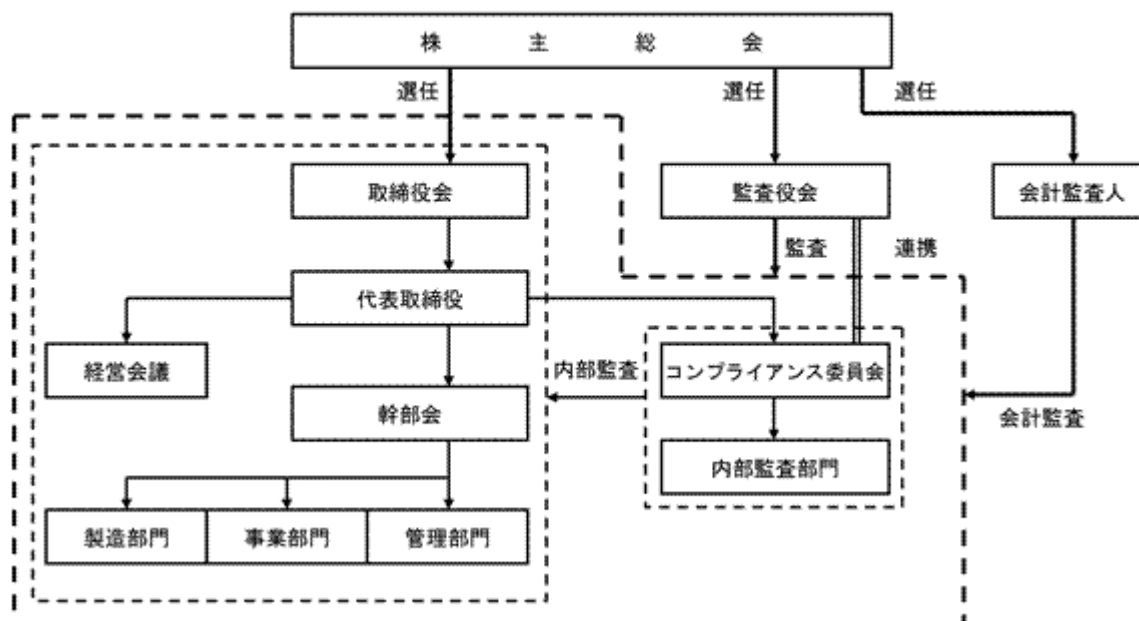 株主総会
選任
選任
選任
取締役会
監査役会
会計監査人
監査
連携
代表取締役
経営会議
内部監査
コンプライアンス委員会
幹部会
会計監査
内部監査部門
製造部門
事業部門
管理部門